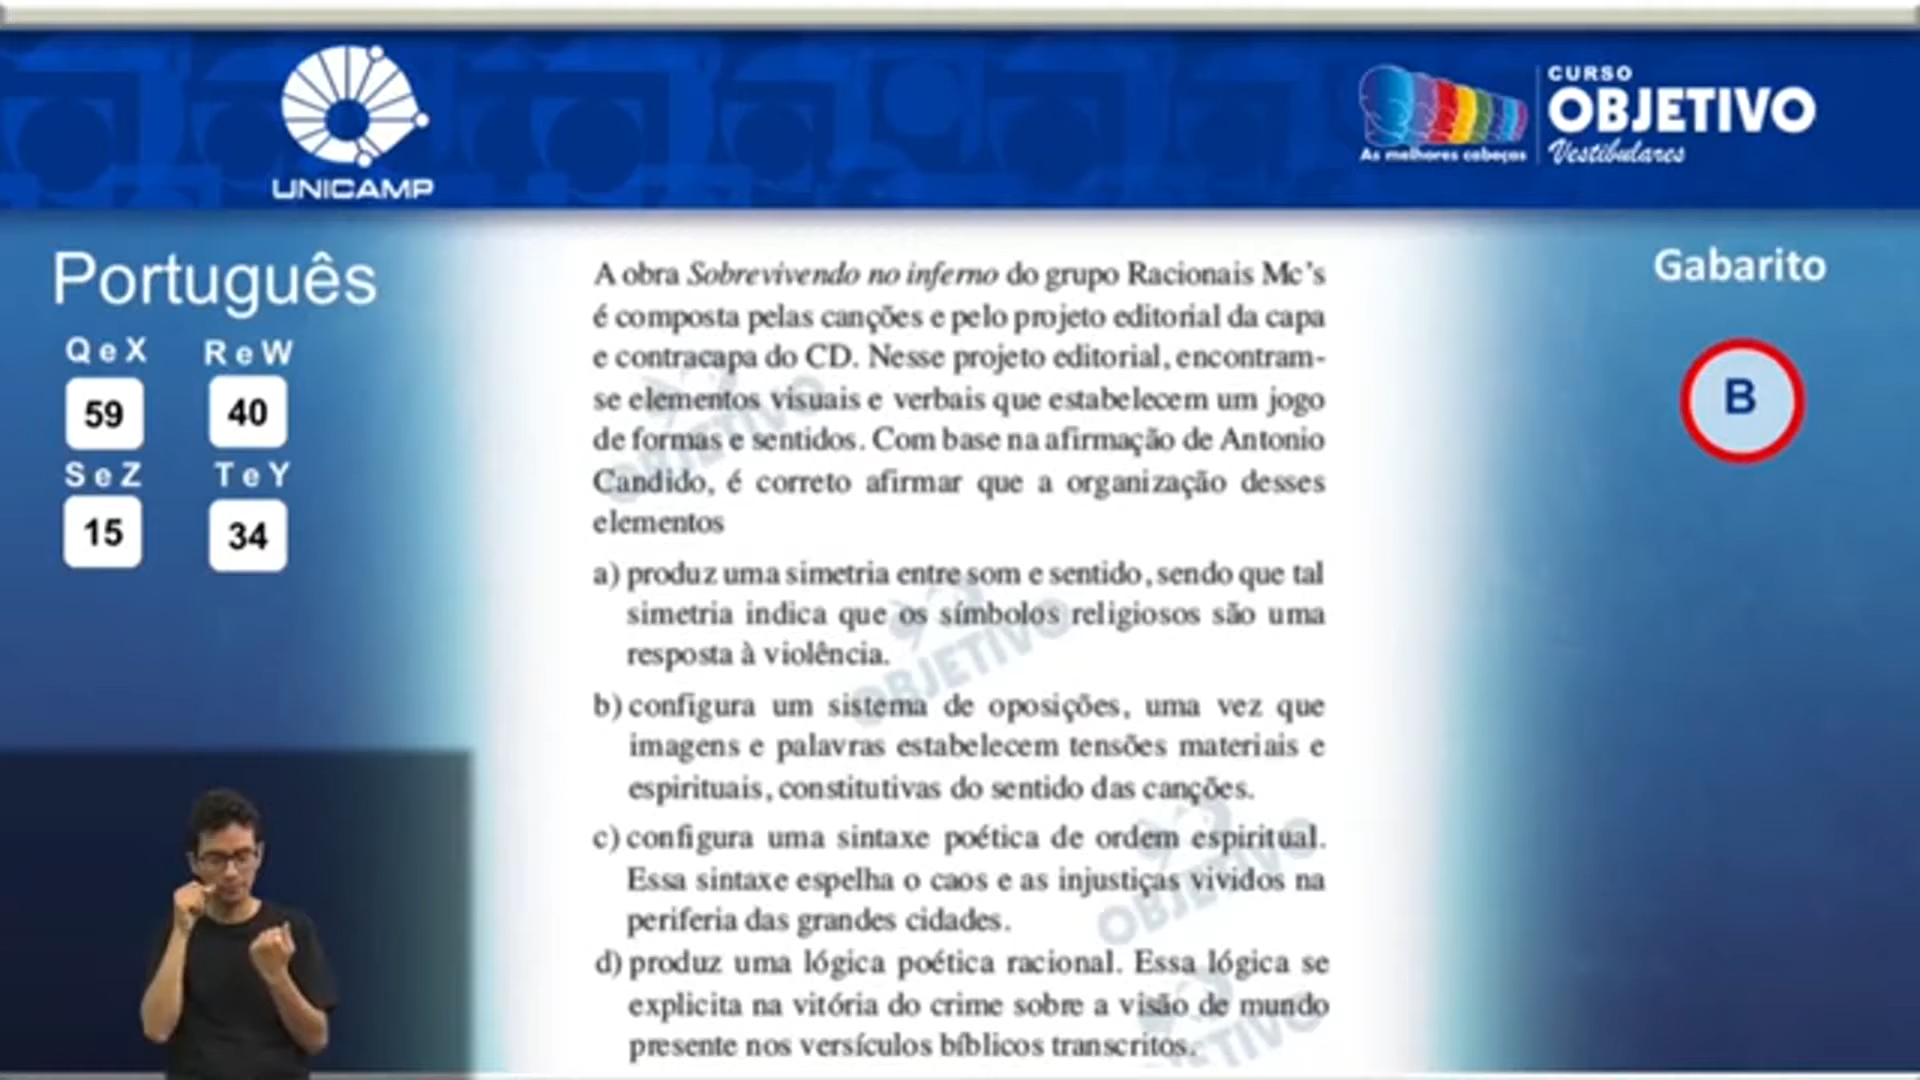 UNICAMP
As melhores cabeças
CURSO
OBJETIVO
Vestibulares
Português
Q e X
R e W
59
40
S e Z
T e Y
15
34
A obra Sobrevivendo no inferno do grupo Racionais Mc's
é composta pelas canções e pelo projeto editorial da capa
e contracapa do CD. Nesse projeto editorial, encontram-
se elementos visuais e verbais que estabelecem um jogo
de formas e sentidos. Com base na afirmação de Antonio
Candido, é correto afirmar que a organização desses
elementos
a) produz uma simetria entre som e sentido, sendo que tal
simetria indica que os símbolos religiosos são uma
resposta à violência.
b) configura um sistema de oposições, uma vez que
imagens e palavras estabelecem tensões materiais e
espirituais, constitutivas do sentido das canções.
c) configura uma sintaxe poética de ordem espiritual.
Essa sintaxe espelha o caos e as injustiças vividos na
periferia das grandes cidades.
d) produz uma lógica poética racional. Essa lógica se
explicita na vitória do crime sobre a visão de mundo
presente nos versículos bíblicos transcritos.
OBJETIVO
OBJETIVO
OBJETIVO
Gabarito
B